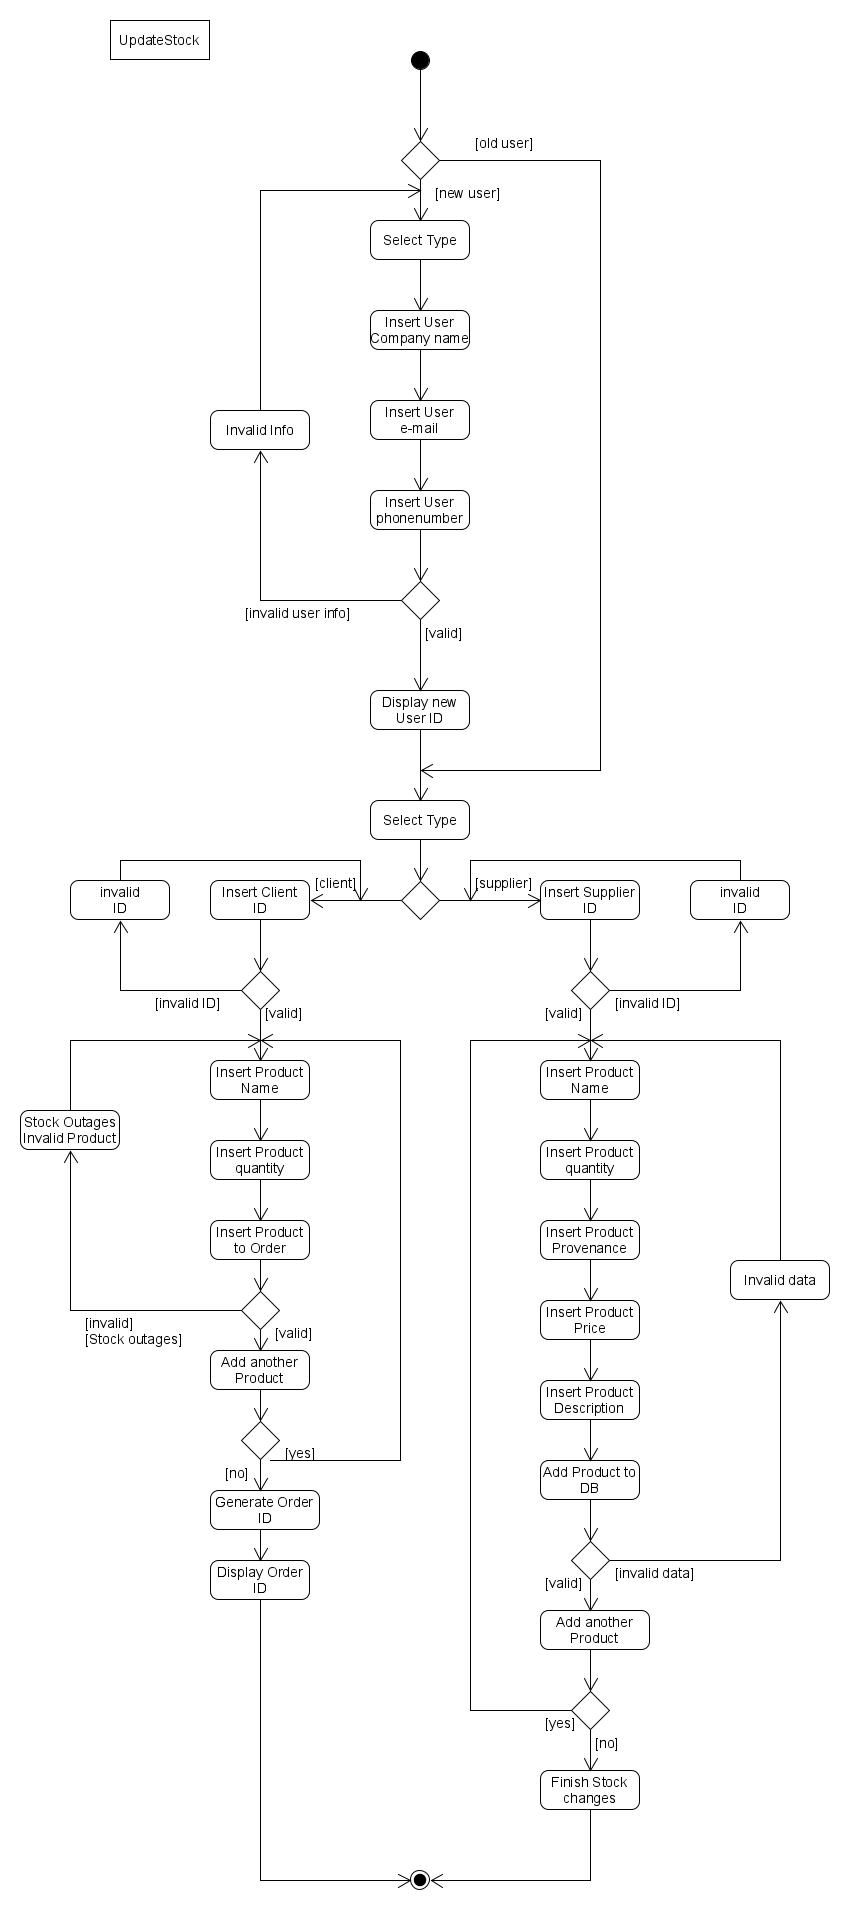 UpdateStock
[old user]
[new user]
Select Type
Insert User
Company name
Insert User
e-mail
Invalid Info
Insert User
phonenumber
[invalid user info]
[valid]
Display new
User ID
Select Type
[client]
[supplier]
invalid
ID
Insert Client
ID
Insert Supplier
ID
invalid
ID
[invalid ID]
[valid]
[valid]
[invalid ID]
Insert Product
Name
Insert Product
Name
Stock Outages
Invalid Product
Insert Product
quantity
Insert Product
quantity
Insert Product
to Order
Insert Product
Provenance
Invalid data
[invalid]
[Stock outages]
[valid]
Insert Product
Price
Add another
Product
Insert Product
Description
[yes]
[no]
Add Product to
DB
Generate Order
ID
Display Order
ID
[valid]
[invalid data]
Add another
Product
[yes]
[no]
Finish Stock
changes